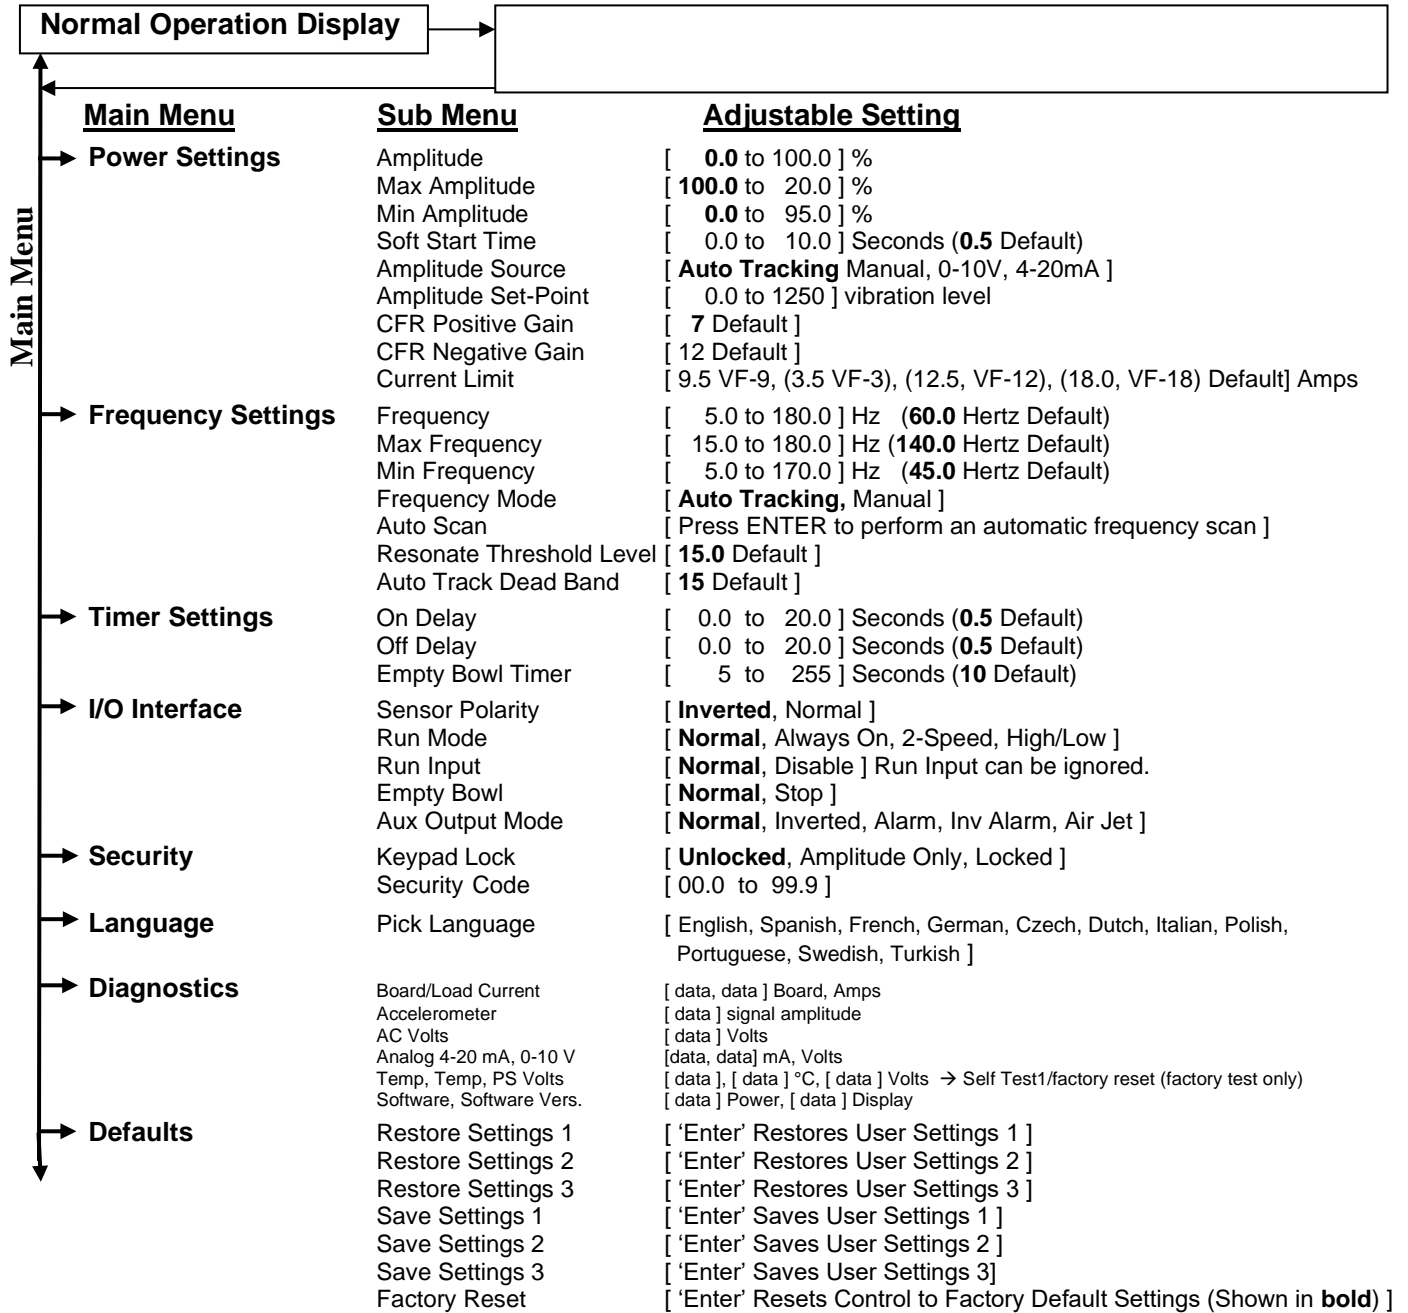 Normal Operation Display
Main Menu Sub Menu Adjustable Setting
Main Menu
Power Settings Amplitude [ 0.0 to 100.0 ] %
Max Amplitude [ 100.0 to 20.0 ] %
Min Amplitude [ 0.0 to 95.0 ] %
Soft Start Time [ 0.0 to 10.0 ] Seconds (0.5 Default)
Amplitude Source [ Auto Tracking Manual, 0-10V, 4-20mA ]
Amplitude Set-Point [ 0.0 to 1250 ] vibration level
CFR Positive Gain [ 7 Default ]
CFR Negative Gain [ 12 Default ]
Current Limit [ 9.5 VF-9, (3.5 VF-3), (12.5, VF-12), (18.0, VF-18) Default] Amps
Frequency Settings Frequency [ 5.0 to 180.0 ] Hz (60.0 Hertz Default)
Max Frequency [ 15.0 to 180.0 ] Hz (140.0 Hertz Default)
Min Frequency [ 5.0 to 170.0 ] Hz (45.0 Hertz Default)
Frequency Mode [ Auto Tracking, Manual ]
Auto Scan [ Press ENTER to perform an automatic frequency scan ]
Resonate Threshold Level [ 15.0 Default ]
Auto Track Dead Band [ 15 Default ]
Timer Settings On Delay [ 0.0 to 20.0 ] Seconds (0.5 Default)
Off Delay [ 0.0 to 20.0 ] Seconds (0.5 Default)
Empty Bowl Timer [ 5 to 255 ] Seconds (10 Default)
I/O Interface Sensor Polarity [ Inverted, Normal ]
Run Mode [ Normal, Always On, 2-Speed, High/Low ]
Run Input [ Normal, Disable ] Run Input can be ignored.
Empty Bowl [ Normal, Stop ]
Aux Output Mode [ Normal, Inverted, Alarm, Inv Alarm, Air Jet ]
Security Keypad Lock [ Unlocked, Amplitude Only, Locked ]
Security Code [ 00.0 to 99.9 ]
Language Pick Language [ English, Spanish, French, German, Czech, Dutch, Italian, Polish,
Portuguese, Swedish, Turkish ]
Diagnostics Board/Load Current [ data, data ] Board, Amps
Accelerometer [ data ] signal amplitude
AC Volts [ data ] Volts
Analog 4-20 mA, 0-10 V [data, data] mA, Volts
Temp, Temp, PS Volts [ data ], [ data ] °C, [ data ] Volts → Self Test1/factory reset (factory test only)
Software, Software Vers. [ data ] Power, [ data ] Display
Defaults Restore Settings 1 [ ‘Enter’ Restores User Settings 1 ]
Restore Settings 2 [ ‘Enter’ Restores User Settings 2 ]
Restore Settings 3 [ ‘Enter’ Restores User Settings 3 ]
Save Settings 1 [ ‘Enter’ Saves User Settings 1 ]
Save Settings 2 [ ‘Enter’ Saves User Settings 2 ]
Save Settings 3 [ ‘Enter’ Saves User Settings 3]
Factory Reset [ ‘Enter’ Resets Control to Factory Default Settings (Shown in bold) ]